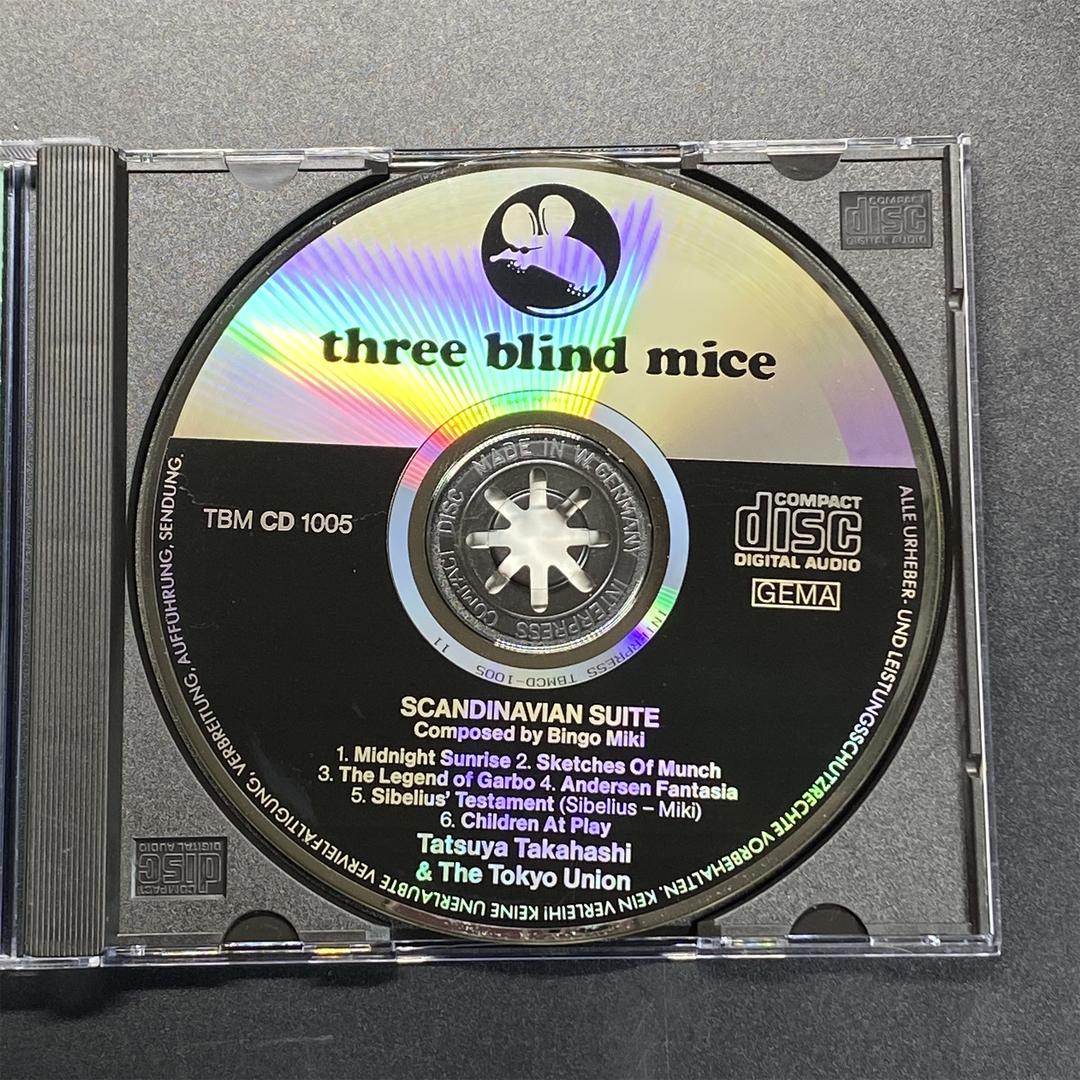 three blind mice
TBM CD 1005
COMPACT
disc
DIGITAL AUDIO
GEMA
MADE IN W. GERMANY INTERPRESS COMPACT DISC
INTERPRESS TBMCD-1005 11
SCANDINAVIAN SUITE
Composed by Bingo Miki
1. Midnight Sunrise 2. Sketches Of Munch
3. The Legend of Garbo 4. Andersen Fantasia
5. Sibelius' Testament (Sibelius – Miki)
6. Children At Play
Tatsuya Takahashi
& The Tokyo Union
ALLE URHEBER- UND LEISTUNGSSCHUTZRECHTE VORBEHALTEN. KEIN VERLEIH! KEINE UNERLAUBTE VERVIELFÄLTIGUNG, VERBREITUNG, AUFFÜHRUNG, SENDUNG.
COMPACT
disc
DIGITAL AUDIO
COMPACT
disc
DIGITAL AUDIO